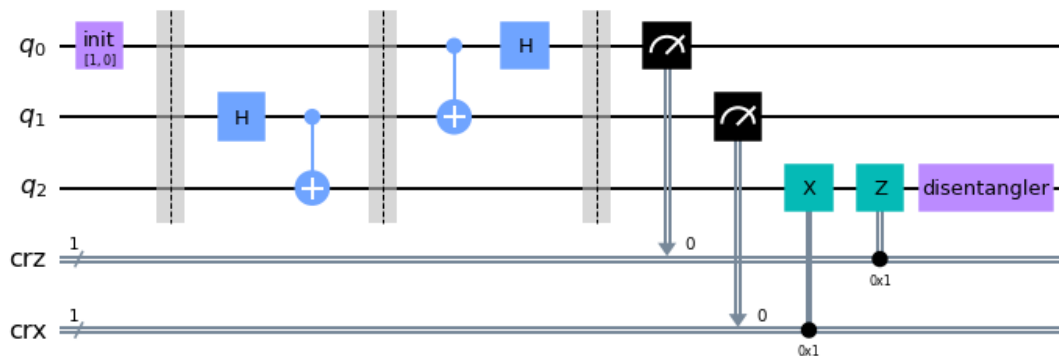 q0 init
[1, 0]
H
q1 H
q2 X Z disentangler
crz 1 0
0x1
crx 1 0
0x1